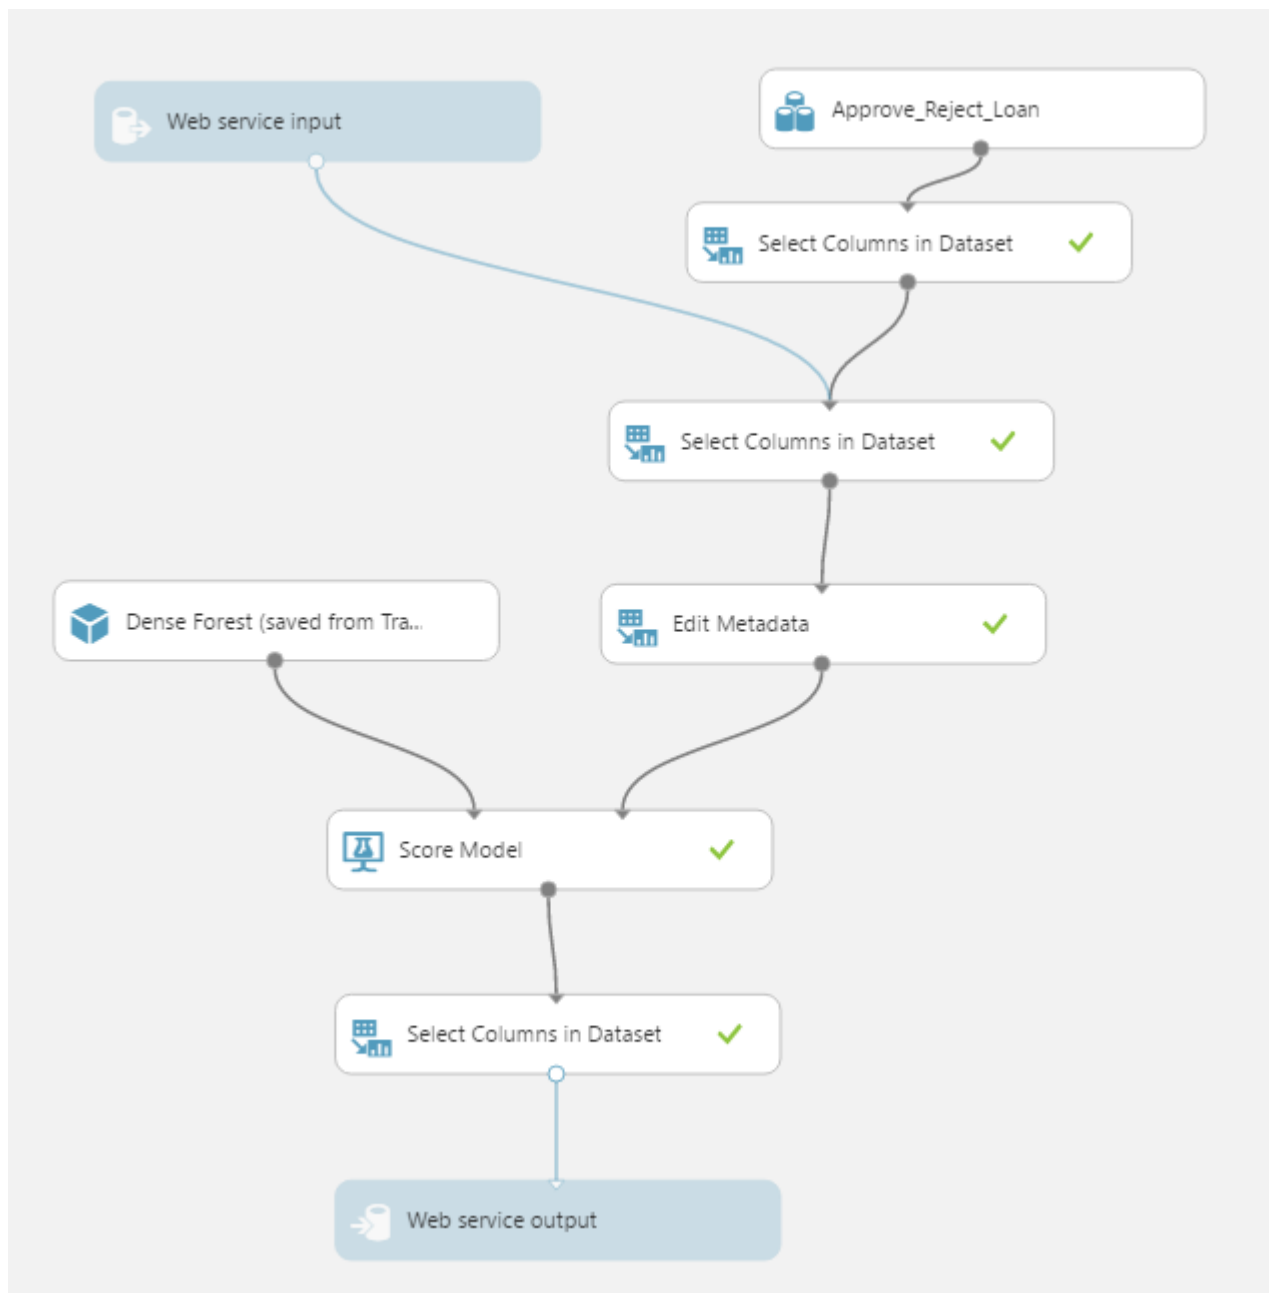 Web service input
Approve_Reject_Loan
Select Columns in Dataset
Select Columns in Dataset
Dense Forest (saved from Tra...
Edit Metadata
Score Model
Select Columns in Dataset
Web service output